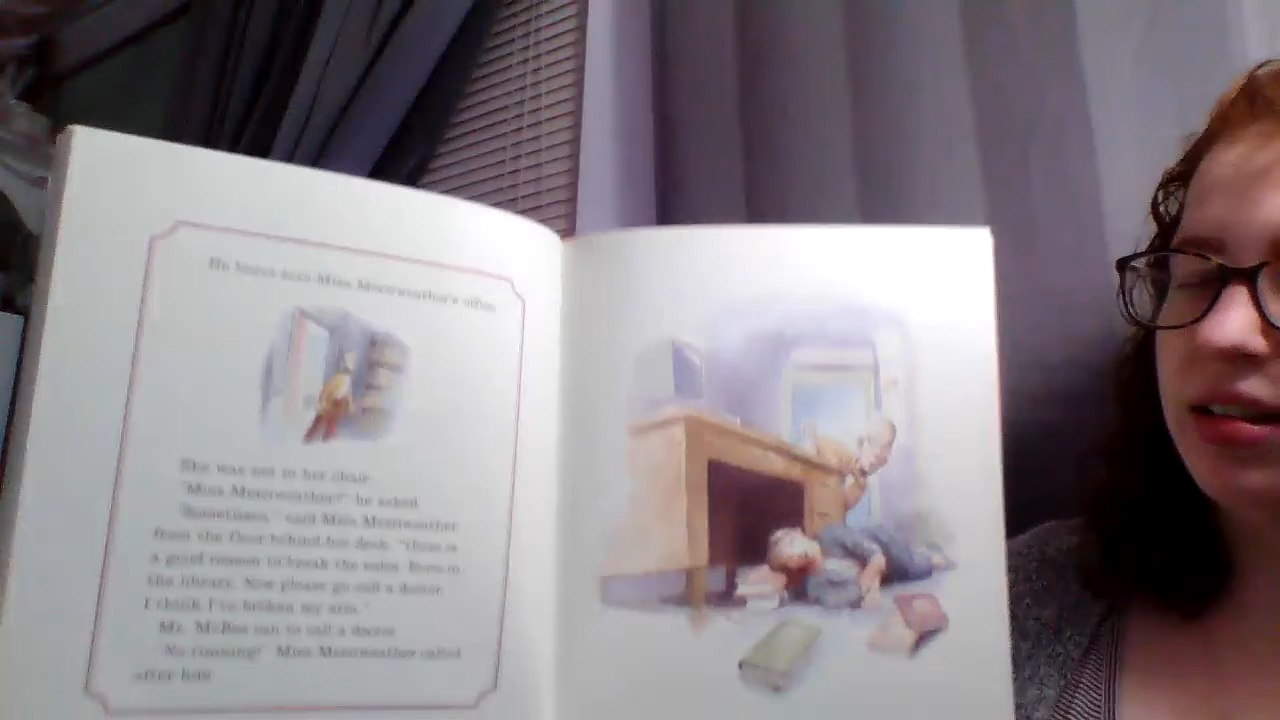 He burst into Miss Merriweather's office.
She was not in her chair.
"Miss Merriweather?" he asked.
"Sometimes," said Miss Merriweather
from the floor behind her desk, "there is
a good reason to break the rules. Even in
the library. Now please go call a doctor.
I think I've broken my arm."
Mr. McBee ran to call a doctor.
"No running!" Miss Merriweather called
after him.